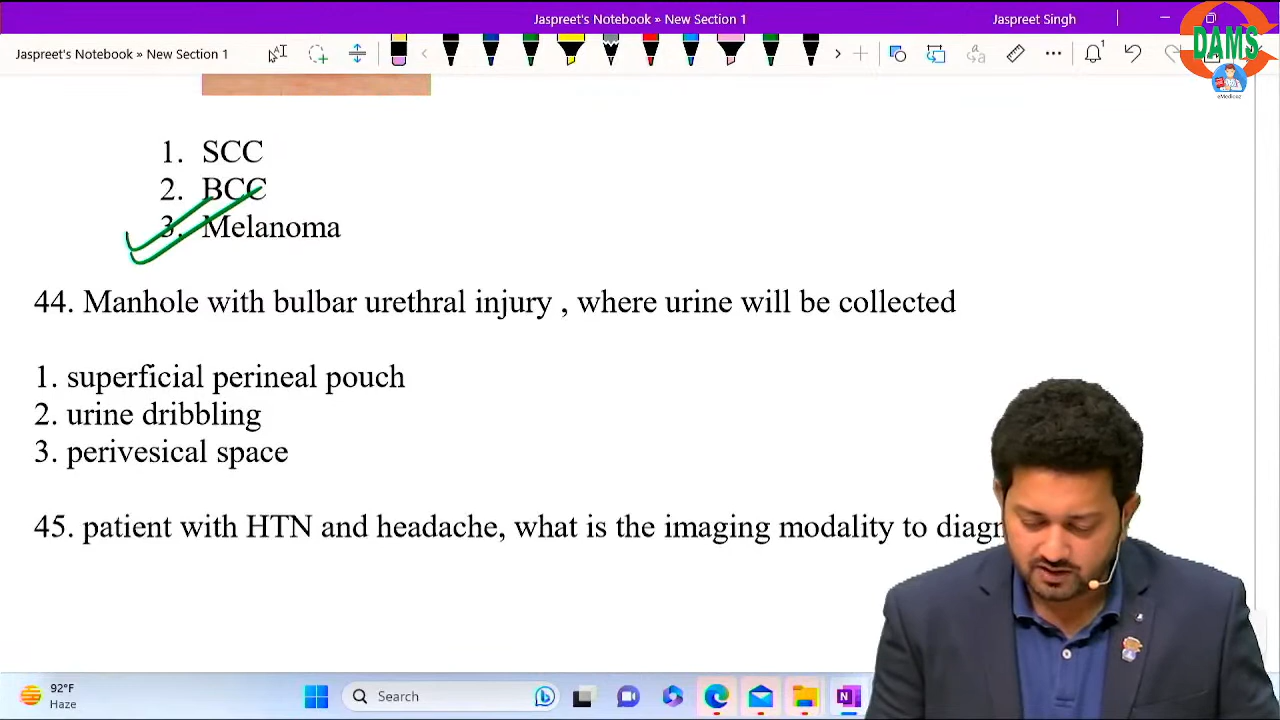 Jaspreet's Notebook » New Section 1
Jaspreet Singh
Jaspreet's Notebook » New Section 1
DAMS
eMedicoz
1. SCC
2. BCC
3. Melanoma
44. Manhole with bulbar urethral injury , where urine will be collected
1. superficial perineal pouch
2. urine dribbling
3. perivesical space
45. patient with HTN and headache, what is the imaging modality to
92°F
Haze
Search